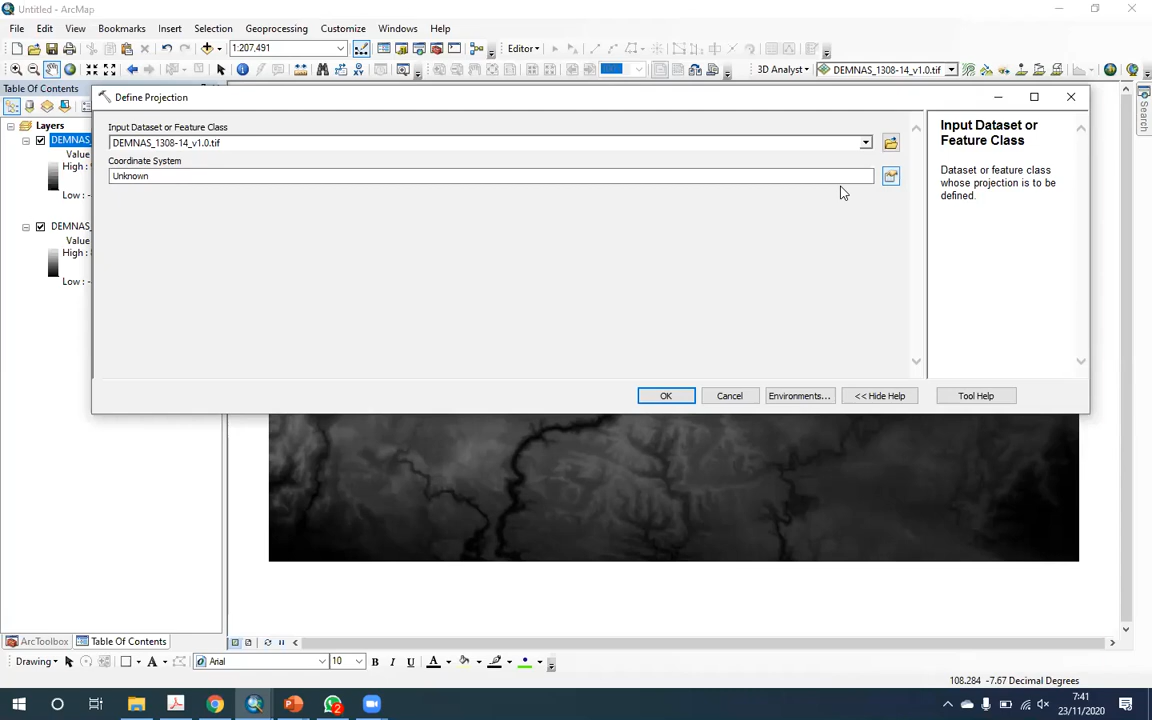 Untitled - ArcMap
File Edit View Bookmarks Insert Selection Geoprocessing Customize Windows Help
1:207,491
Editor
3D Analyst
DEMNAS_1308-14_v1.0.tif
Table Of Contents
Layers
DEMNAS_
Value
High :
Low : -
DEMNAS_
Value
High :
Low : -
Define Projection
Input Dataset or Feature Class
DEMNAS_1308-14_v1.0.tif
Coordinate System
Unknown
OK
Cancel
Environments...
<< Hide Help
Tool Help
Input Dataset or
Feature Class
Dataset or feature class
whose projection is to be
defined.
Search
ArcToolbox
Table Of Contents
Drawing
Arial
10
B I U A
108.284 -7.67 Decimal Degrees
2
7:41
23/11/2020